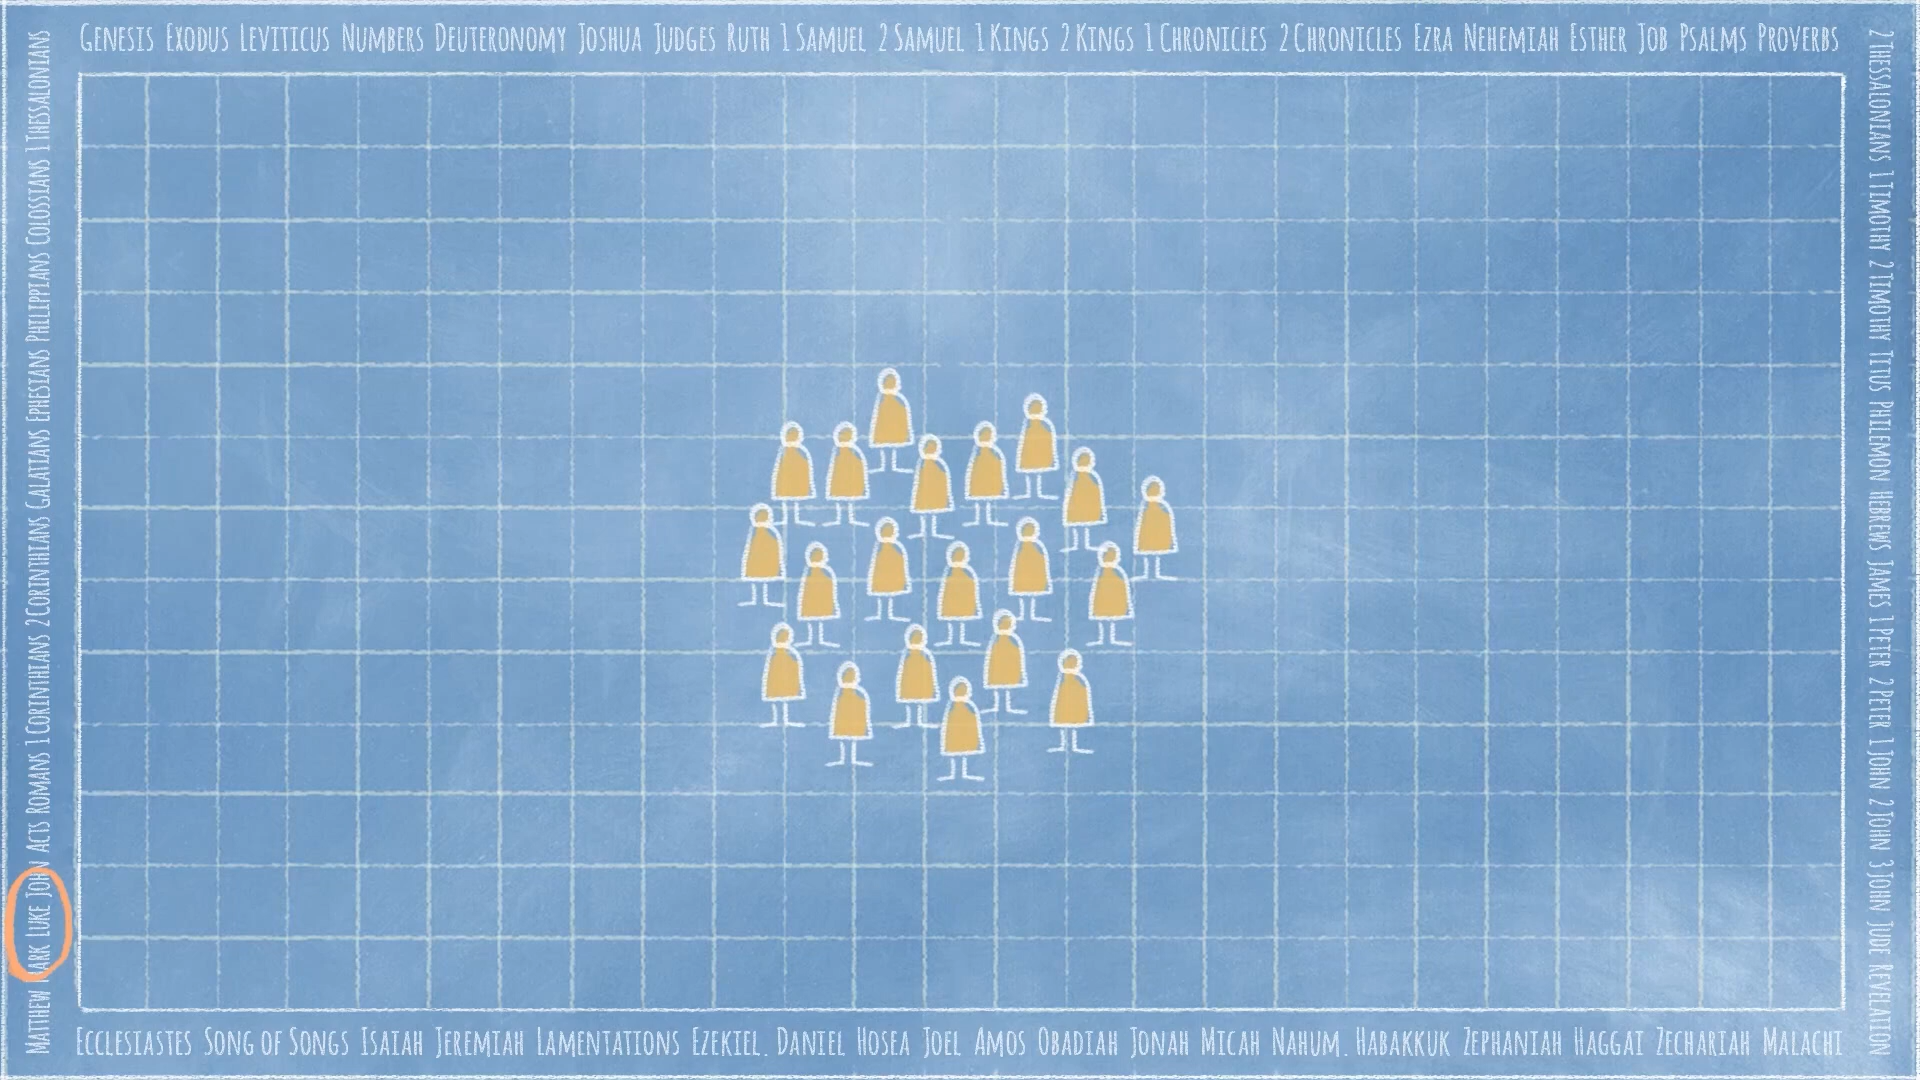 Genesis Exodus Leviticus Numbers Deuteronomy Joshua Judges Ruth 1 Samuel 2 Samuel 1 Kings 2 Kings 1 Chronicles 2 Chronicles Ezra Nehemiah Esther Job Psalms Proverbs
Ecclesiastes Song of Songs Isaiah Jeremiah Lamentations Ezekiel. Daniel Hosea Joel Amos Obadiah Jonah Micah Nahum. Habakkuk Zephaniah Haggai Zechariah Malachi
Matthew Mark Luke John Acts Romans 1 Corinthians 2 Corinthians Galatians Ephesians Philippians Colossians 1 Thessalonians
2 Thessalonians 1 Timothy 2 Timothy Titus Philemon Hebrews James 1 Peter 2 Peter 1 John 2 John 3 John Jude Revelation